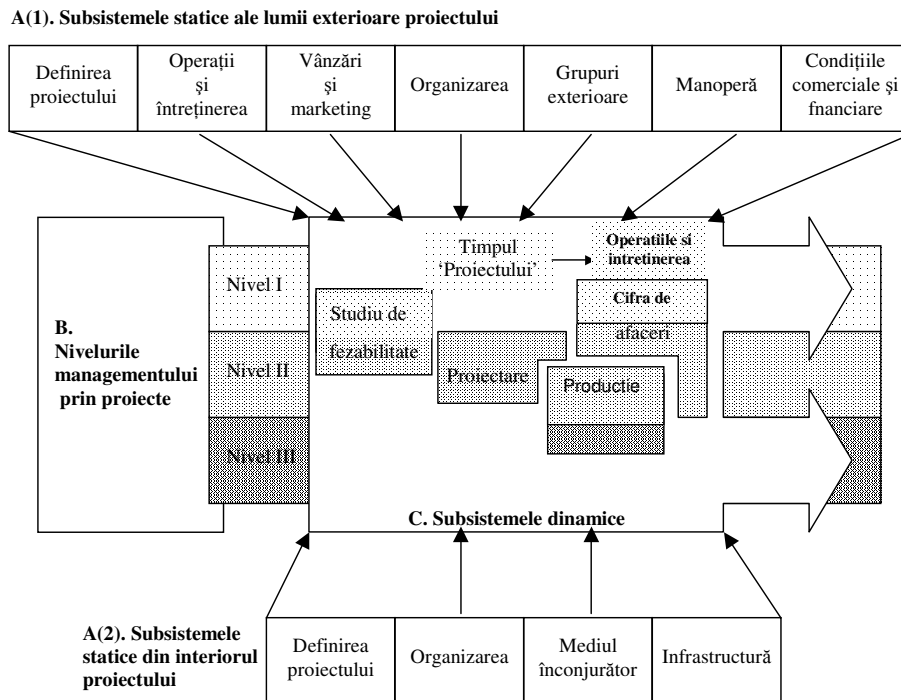 A(1). Subsistemele statice ale lumii exterioare proiectului
Definirea
proiectului
Operații
și
întreținerea
Vânzări
și
marketing
Organizarea
Grupuri
exterioare
Manoperă
Condițiile
comerciale și
fnanciare
B.
Nivelurile
managementului
prin proiecte
Nivel I
Nivel II
Nivel III
Timpul
‘Proiectului’
Operatiile si
intretinerea
Studiu de
fezabilitate
Cifra de
afaceri
Proiectare
Productie
C. Subsistemele dinamice
A(2). Subsistemele
statice din interiorul
proiectului
Definirea
proiectului
Organizarea
Mediul
înconjurător
Infrastructură